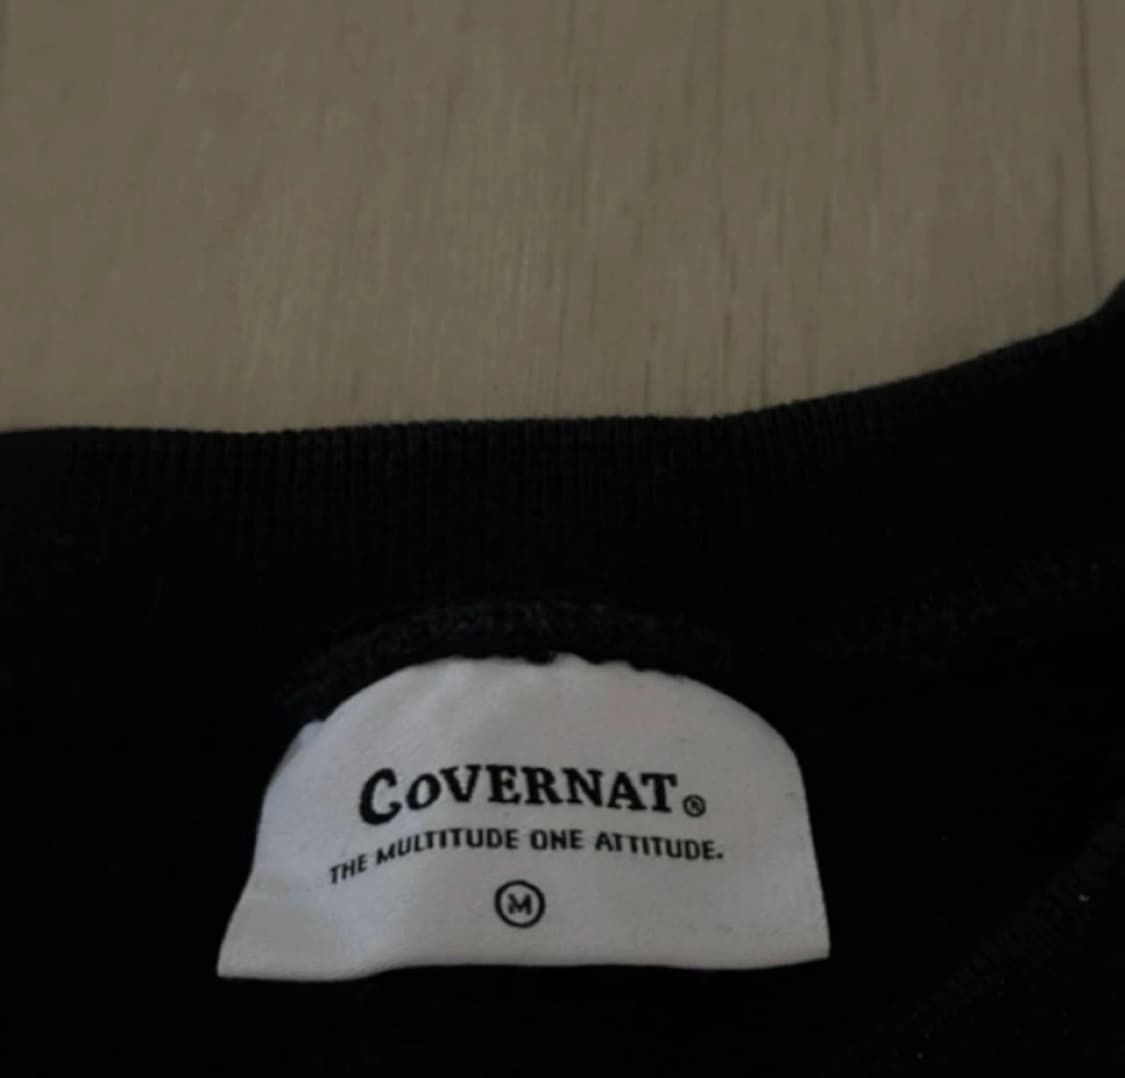 COVERNAT®
THE MULTITUDE ONE ATTITUDE.
M